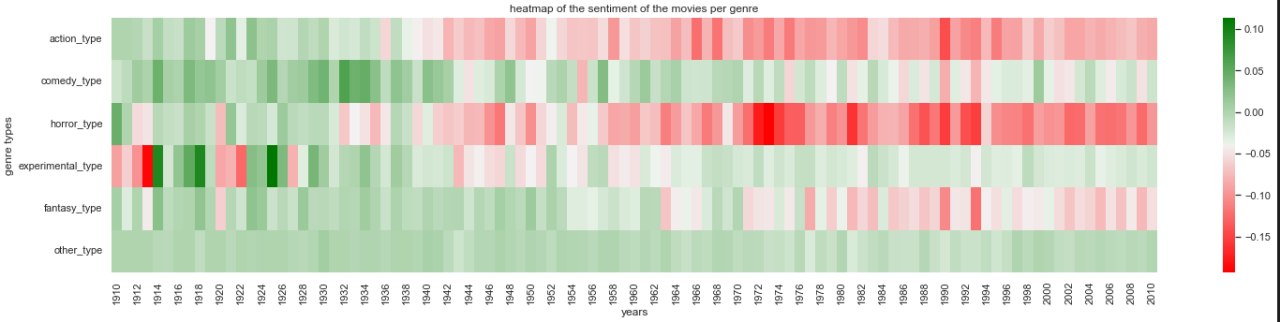 heatmap of the sentiment of the movies per genre
genre types
action_type
comedy_type
horror_type
experimental_type
fantasy_type
other_type
1910 1912 1914 1916 1918 1920 1922 1924 1926 1928 1930 1932 1934 1936 1938 1940 1942 1944 1946 1948 1950 1952 1954 1956 1958 1960 1962 1964 1966 1968 1970 1972 1974 1976 1978 1980 1982 1984 1986 1988 1990 1992 1994 1996 1998 2000 2002 2004 2006 2008 2010
years
0.10
0.05
0.00
−0.05
−0.10
−0.15